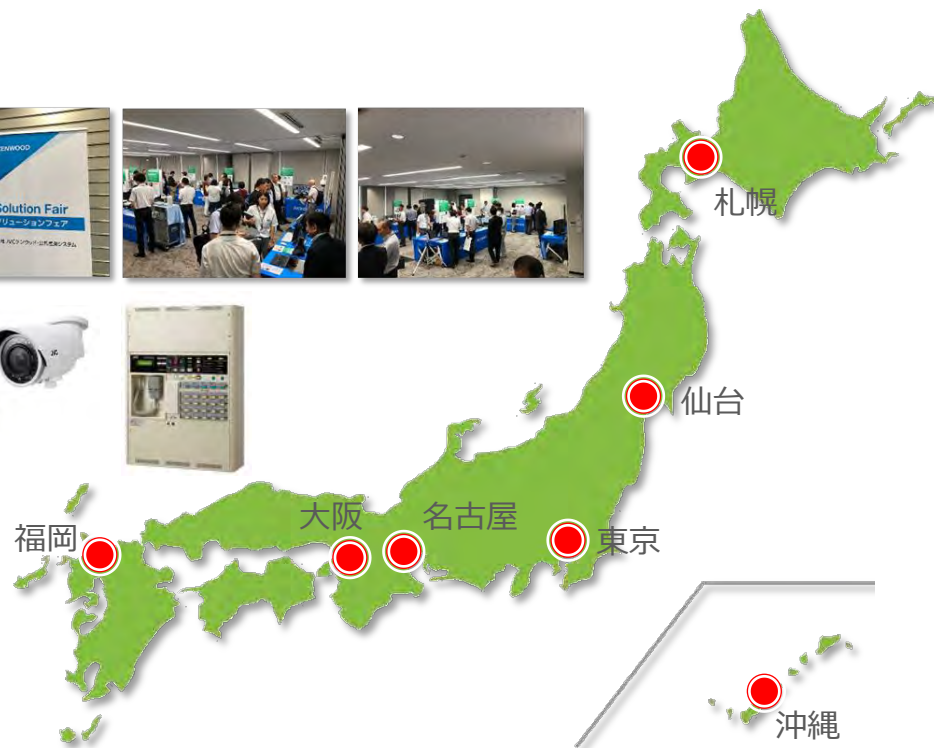 ENWOOD
Solution Fair
リューションフェア
札幌
仙台
福岡
大阪
名古屋
東京
沖縄